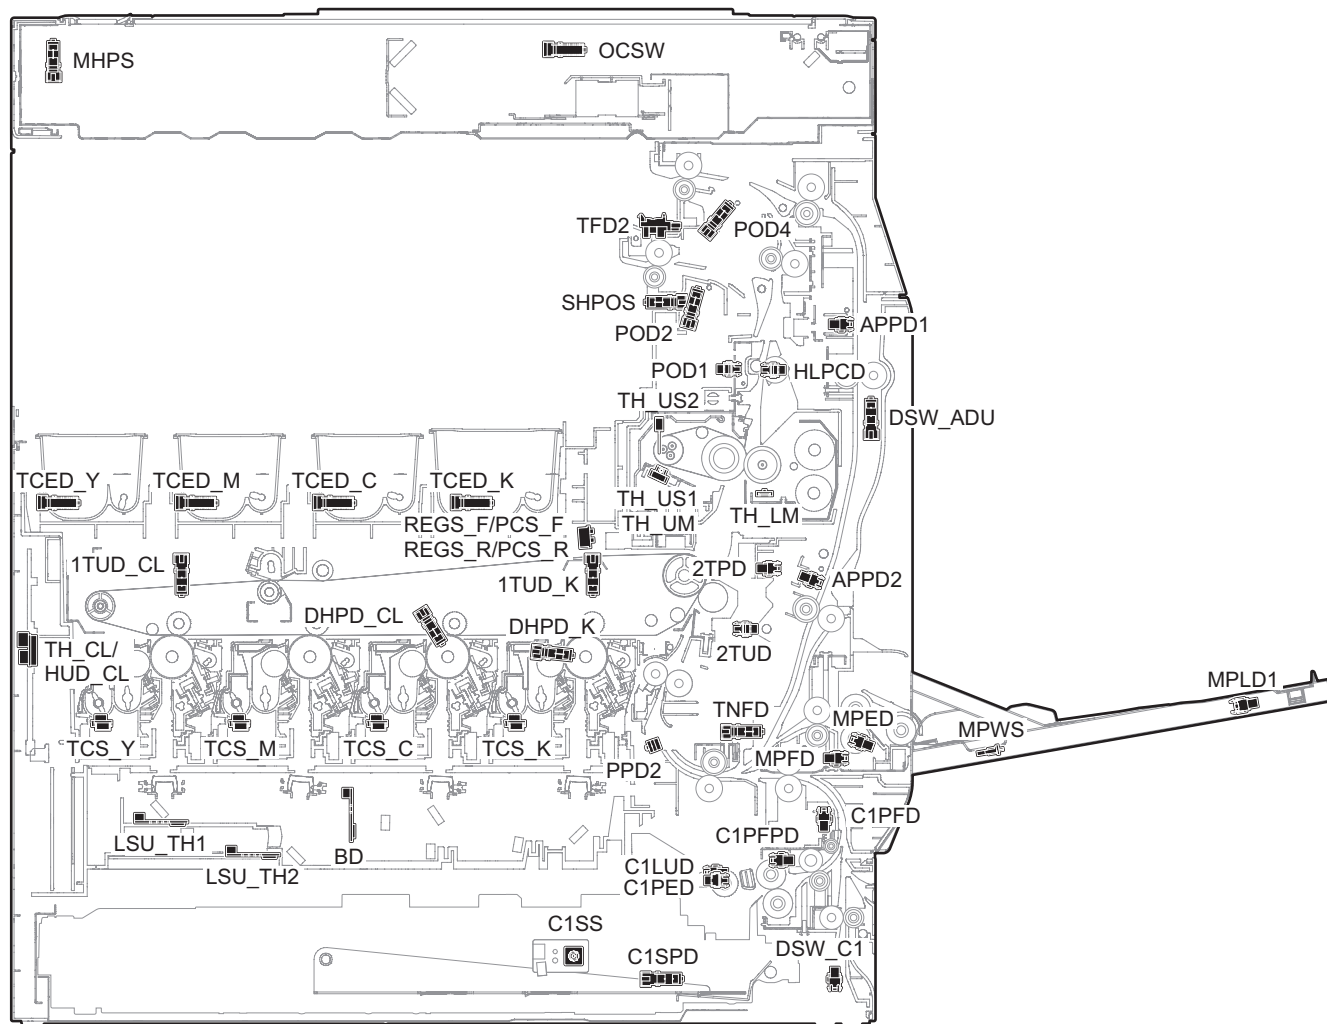 MHPS
OCSW
TFD2
POD4
SHPOS
POD2
APPD1
POD1
HLPCD
TH_US2
DSW_ADU
TCED_Y
TCED_M
TCED_C
TCED_K
TH_US1
TH_LM
REGS_F/PCS_F
TH_UM
REGS_R/PCS_R
1TUD_CL
1TUD_K
2TPD
APPD2
DHPD_CL
DHPD_K
2TUD
TH_CL/
HUD_CL
MPLD1
TNFD
MPED
MPWS
TCS_Y
TCS_M
TCS_C
TCS_K
MPFD
PPD2
C1PFD
LSU_TH1
BD
C1PFPD
LSU_TH2
C1LUD
C1PED
C1SS
C1SPD
DSW_C1